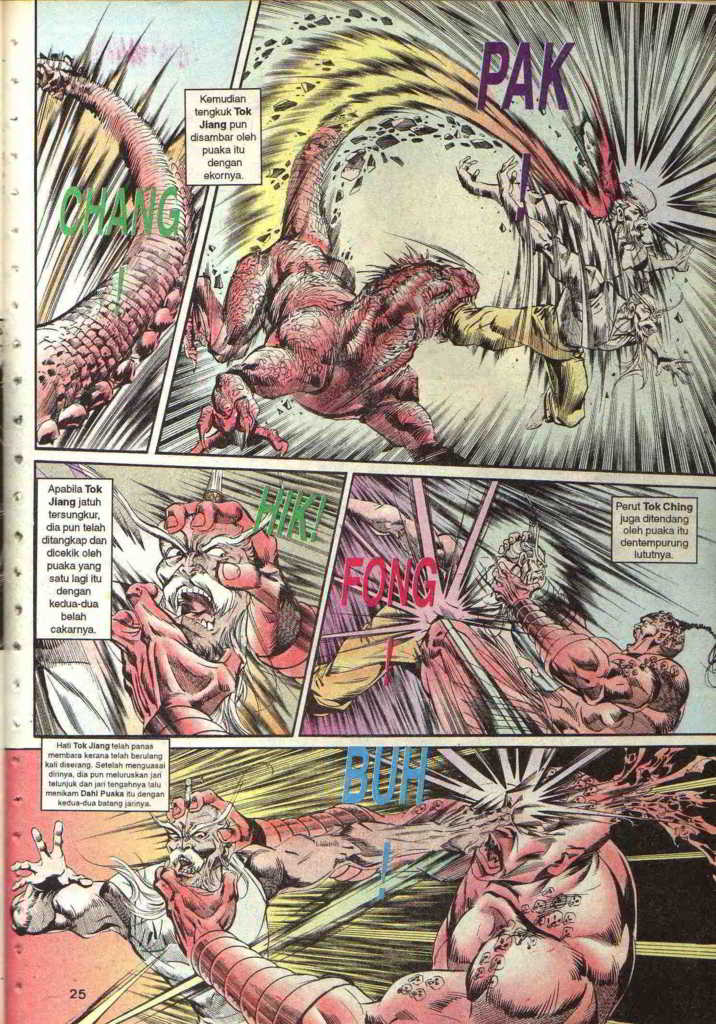 CHANG
!
Kemudian
tengkuk Tok
Jiang pun
disambar oleh
puaka itu
dengan
ekornya.
PAK !
!
Apabila Tok
Jiang jatuh
tersungkur,
dia pun telah
ditangkap dan
dicekik oleh
puaka yang
satu lagi itu
dengan
kedua-dua
belah
cakarnya.
HIK!
FONG
!
Perut Tok Ching
juga ditendang
oleh puaka itu
dentempurung
lututnya.
Hati Tok Jiang telah panas
membara kerana telah berulang
kali diserang. Setelah menguasai
dirinya, dia pun meluruskan jari
telunjuk dan jari tengahnya lalu
menikam Dahi Puaka itu dengan
kedua-dua batang jarinya.
BUH
!
25